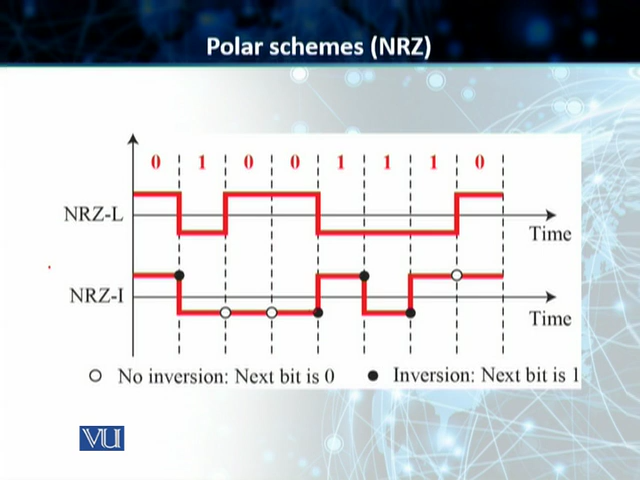 Polar schemes (NRZ)
0 1 0 0 1 1 1 0
NRZ-L
Time
NRZ-I
Time
No inversion: Next bit is 0
Inversion: Next bit is 1
VU